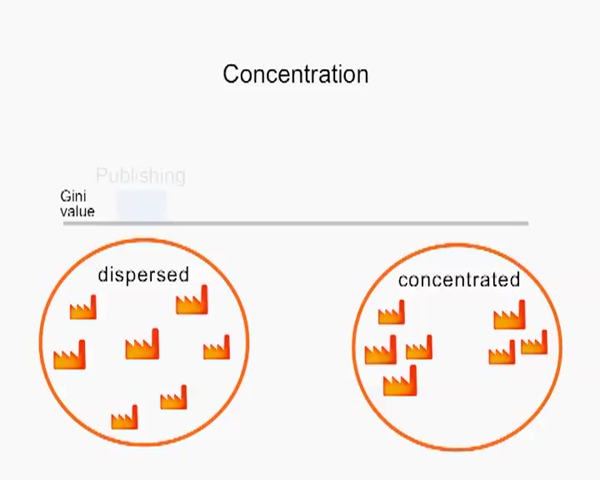 Concentration
Publishing
Gini
value
dispersed
concentrated